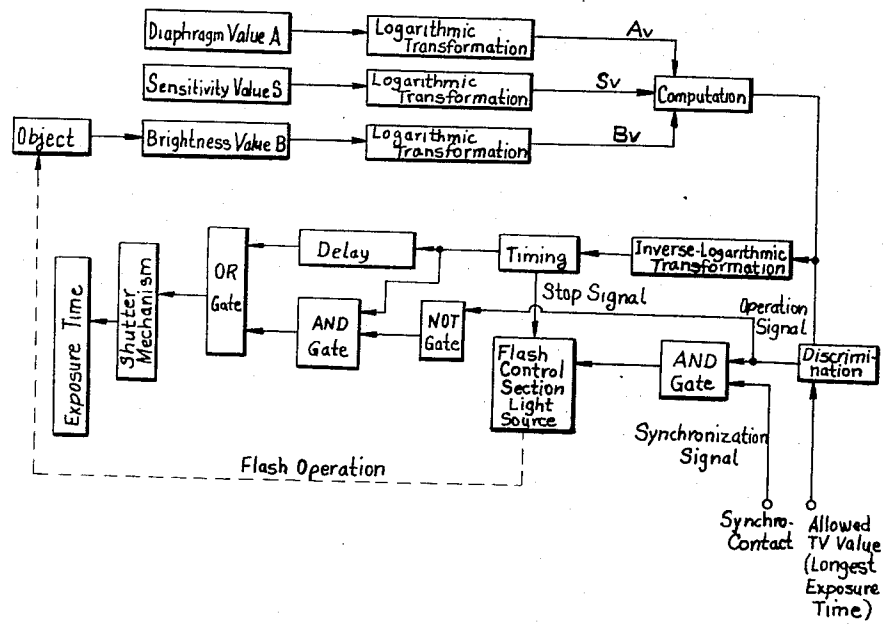 Diaphragm Value A
Logarithmic
Transformation
Av
Sensitivity Value S
Logarithmic
Transformation
Sv
Computation
Object
Brightness Value B
Logarithmic
Transformation
Bv
Exposure Time
Shutter
Mechanism
OR
Gate
Delay
Timing
Inverse-Logarithmic
Transformation
Stop Signal
Operation
Signal
AND
Gate
NOT
Gate
Flash
Control
Section
Light
Source
AND
Gate
Discrimi-
nation
Synchronization
Signal
Flash Operation
Synchro-
Contact
Allowed
TV Value
(Longest
Exposure
Time)